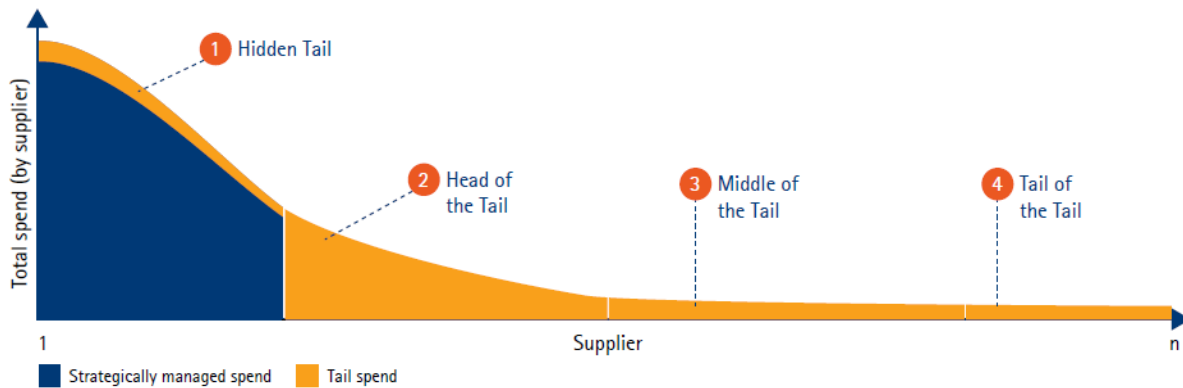 Total spend (by supplier)
1 Hidden Tail
2 Head of
the Tail
3 Middle of
the Tail
4 Tail of
the Tail
1
Supplier
n
Strategically managed spend
Tail spend